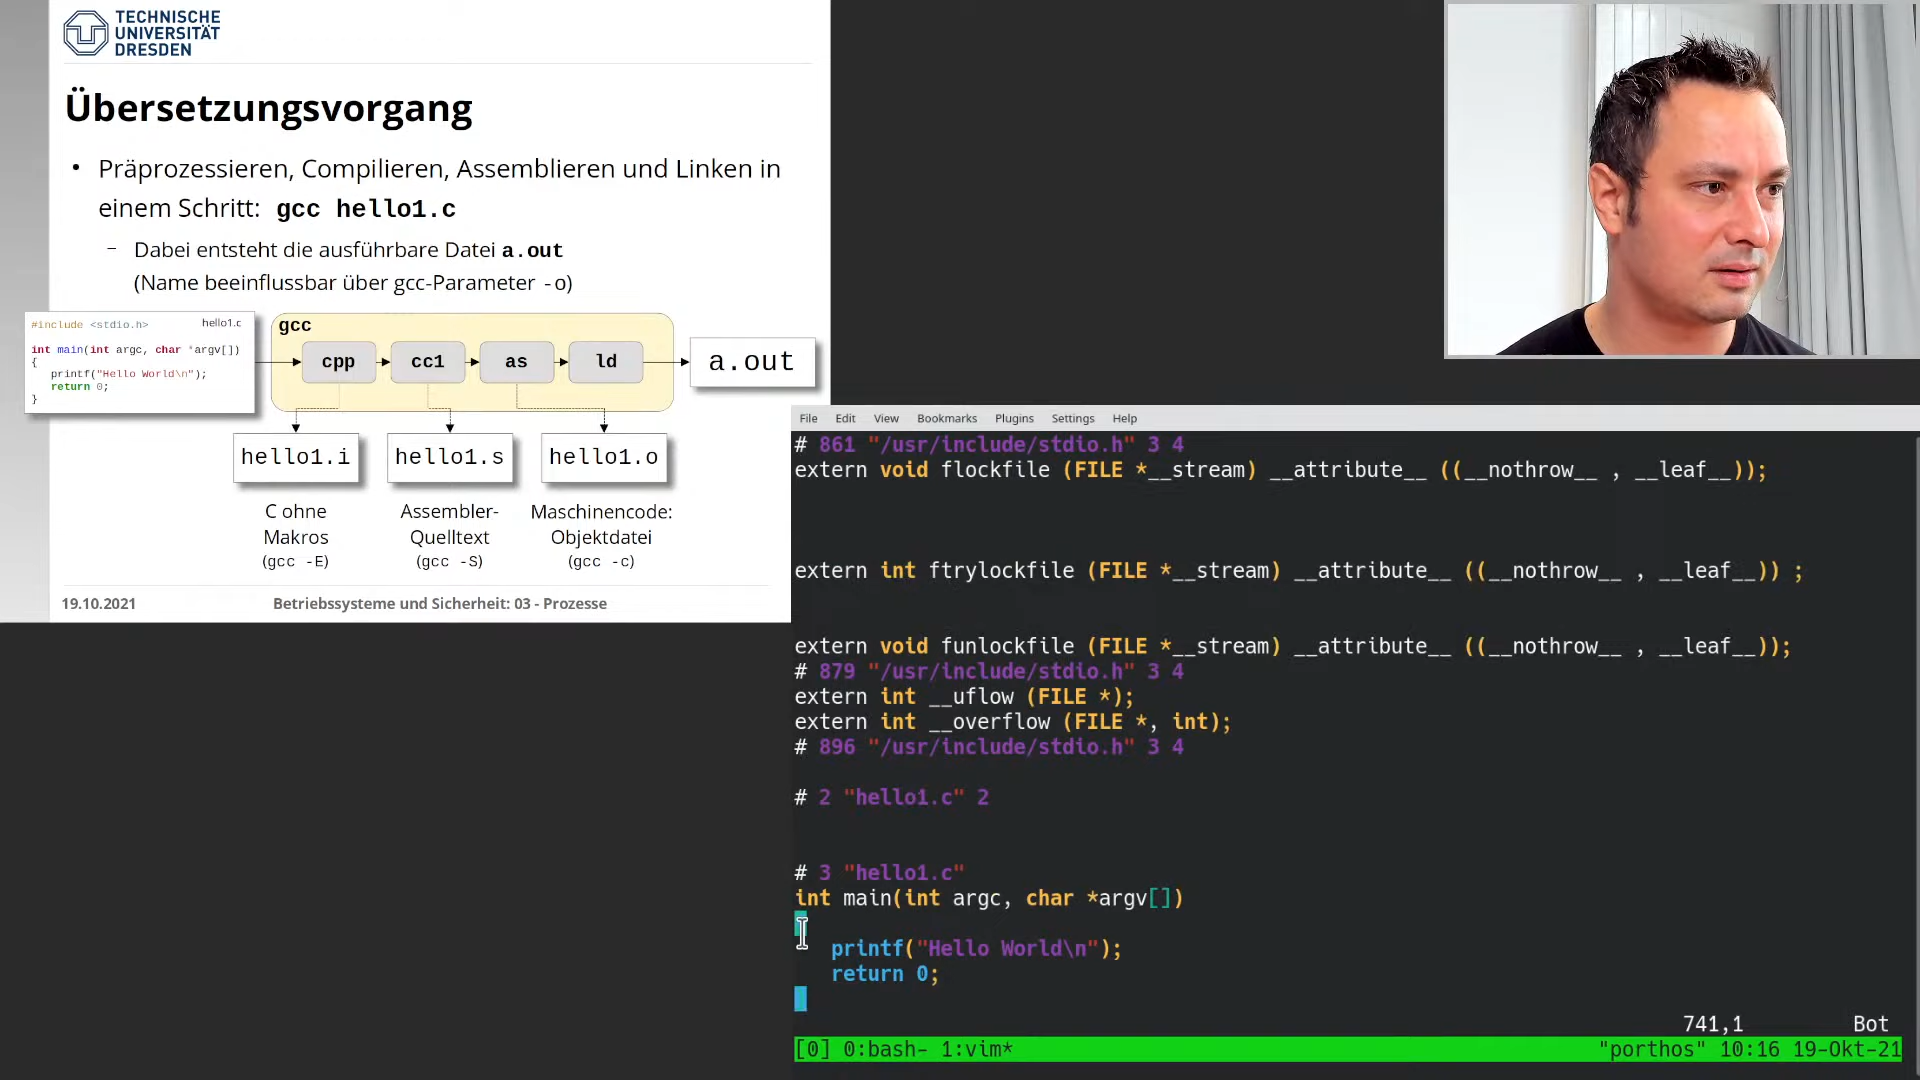 TECHNISCHE
UNIVERSITÄT
DRESDEN
Übersetzungsvorgang
• Präprozessieren, Compilieren, Assemblieren und Linken in
einem Schritt: gcc hello1.c
– Dabei entsteht die ausführbare Datei a.out
(Name beeinflussbar über gcc-Parameter -o)
#include <stdio.h> hello1.c
int main(int argc, char *argv[])
{
printf("Hello World\n");
return 0;
}
gcc
cpp cc1 as ld
a.out
hello1.i hello1.s hello1.o
C ohne
Makros
(gcc -E)
Assembler-
Quelltext
(gcc -S)
Maschinencode:
Objektdatei
(gcc -c)
19.10.2021 Betriebssysteme und Sicherheit: 03 - Prozesse
File Edit View Bookmarks Plugins Settings Help
# 861 "/usr/include/stdio.h" 3 4
extern void flockfile (FILE *__stream) __attribute__ ((__nothrow__ , __leaf__));
extern int ftrylockfile (FILE *__stream) __attribute__ ((__nothrow__ , __leaf__)) ;
extern void funlockfile (FILE *__stream) __attribute__ ((__nothrow__ , __leaf__));
# 879 "/usr/include/stdio.h" 3 4
extern int __uflow (FILE *);
extern int __overflow (FILE *, int);
# 896 "/usr/include/stdio.h" 3 4
# 2 "hello1.c" 2
# 3 "hello1.c"
int main(int argc, char *argv[])
printf("Hello World\n");
return 0;
741,1 Bot
[0] 0:bash- 1:vim* "porthos" 10:16 19-Okt-21